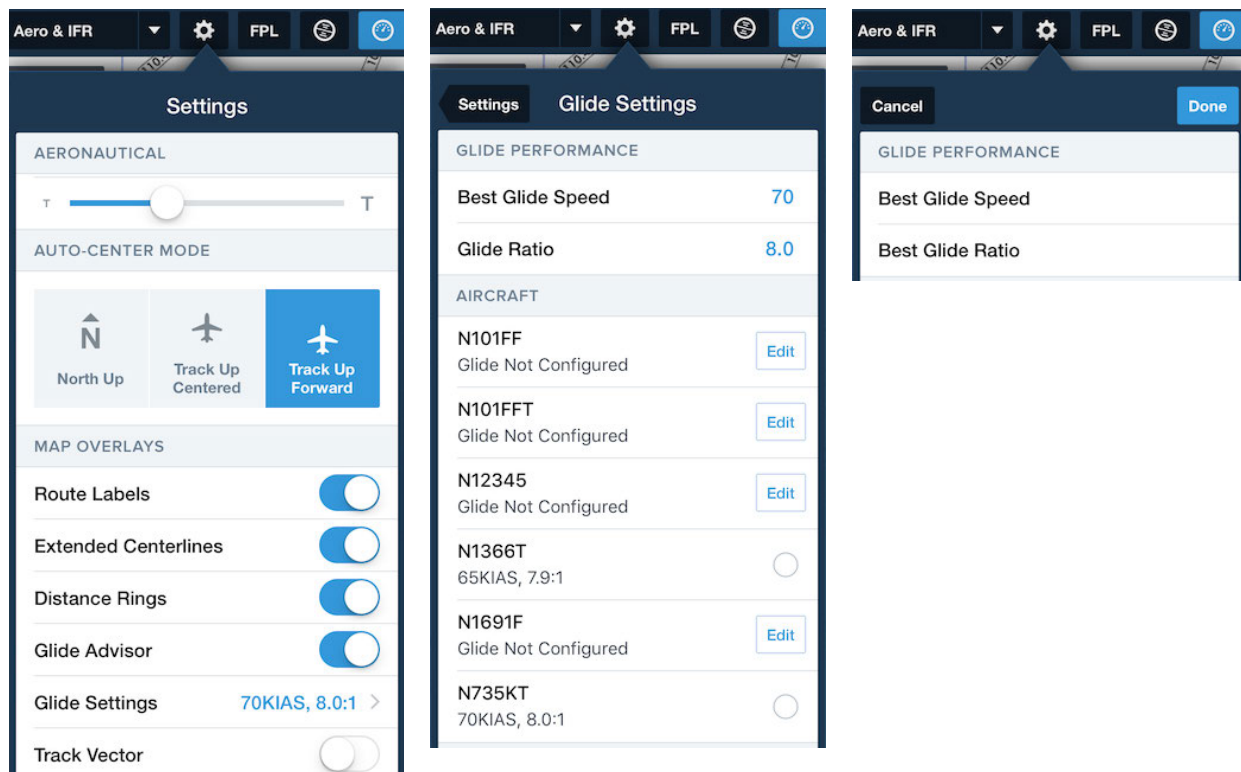 Aero & IFR
FPL
110.
Settings
AERONAUTICAL
T T
AUTO-CENTER MODE
N
North Up
Track Up
Centered
Track Up
Forward
MAP OVERLAYS
Route Labels
Extended Centerlines
Distance Rings
Glide Advisor
Glide Settings 70KIAS, 8.0:1 >
Track Vector
Aero & IFR
FPL
110.
Settings Glide Settings
GLIDE PERFORMANCE
Best Glide Speed 70
Glide Ratio 8.0
AIRCRAFT
N101FF
Glide Not Configured
Edit
N101FFT
Glide Not Configured
Edit
N12345
Glide Not Configured
Edit
N1366T
65KIAS, 7.9:1
N1691F
Glide Not Configured
Edit
N735KT
70KIAS, 8.0:1
Aero & IFR
FPL
110.
Cancel Done
GLIDE PERFORMANCE
Best Glide Speed
Best Glide Ratio